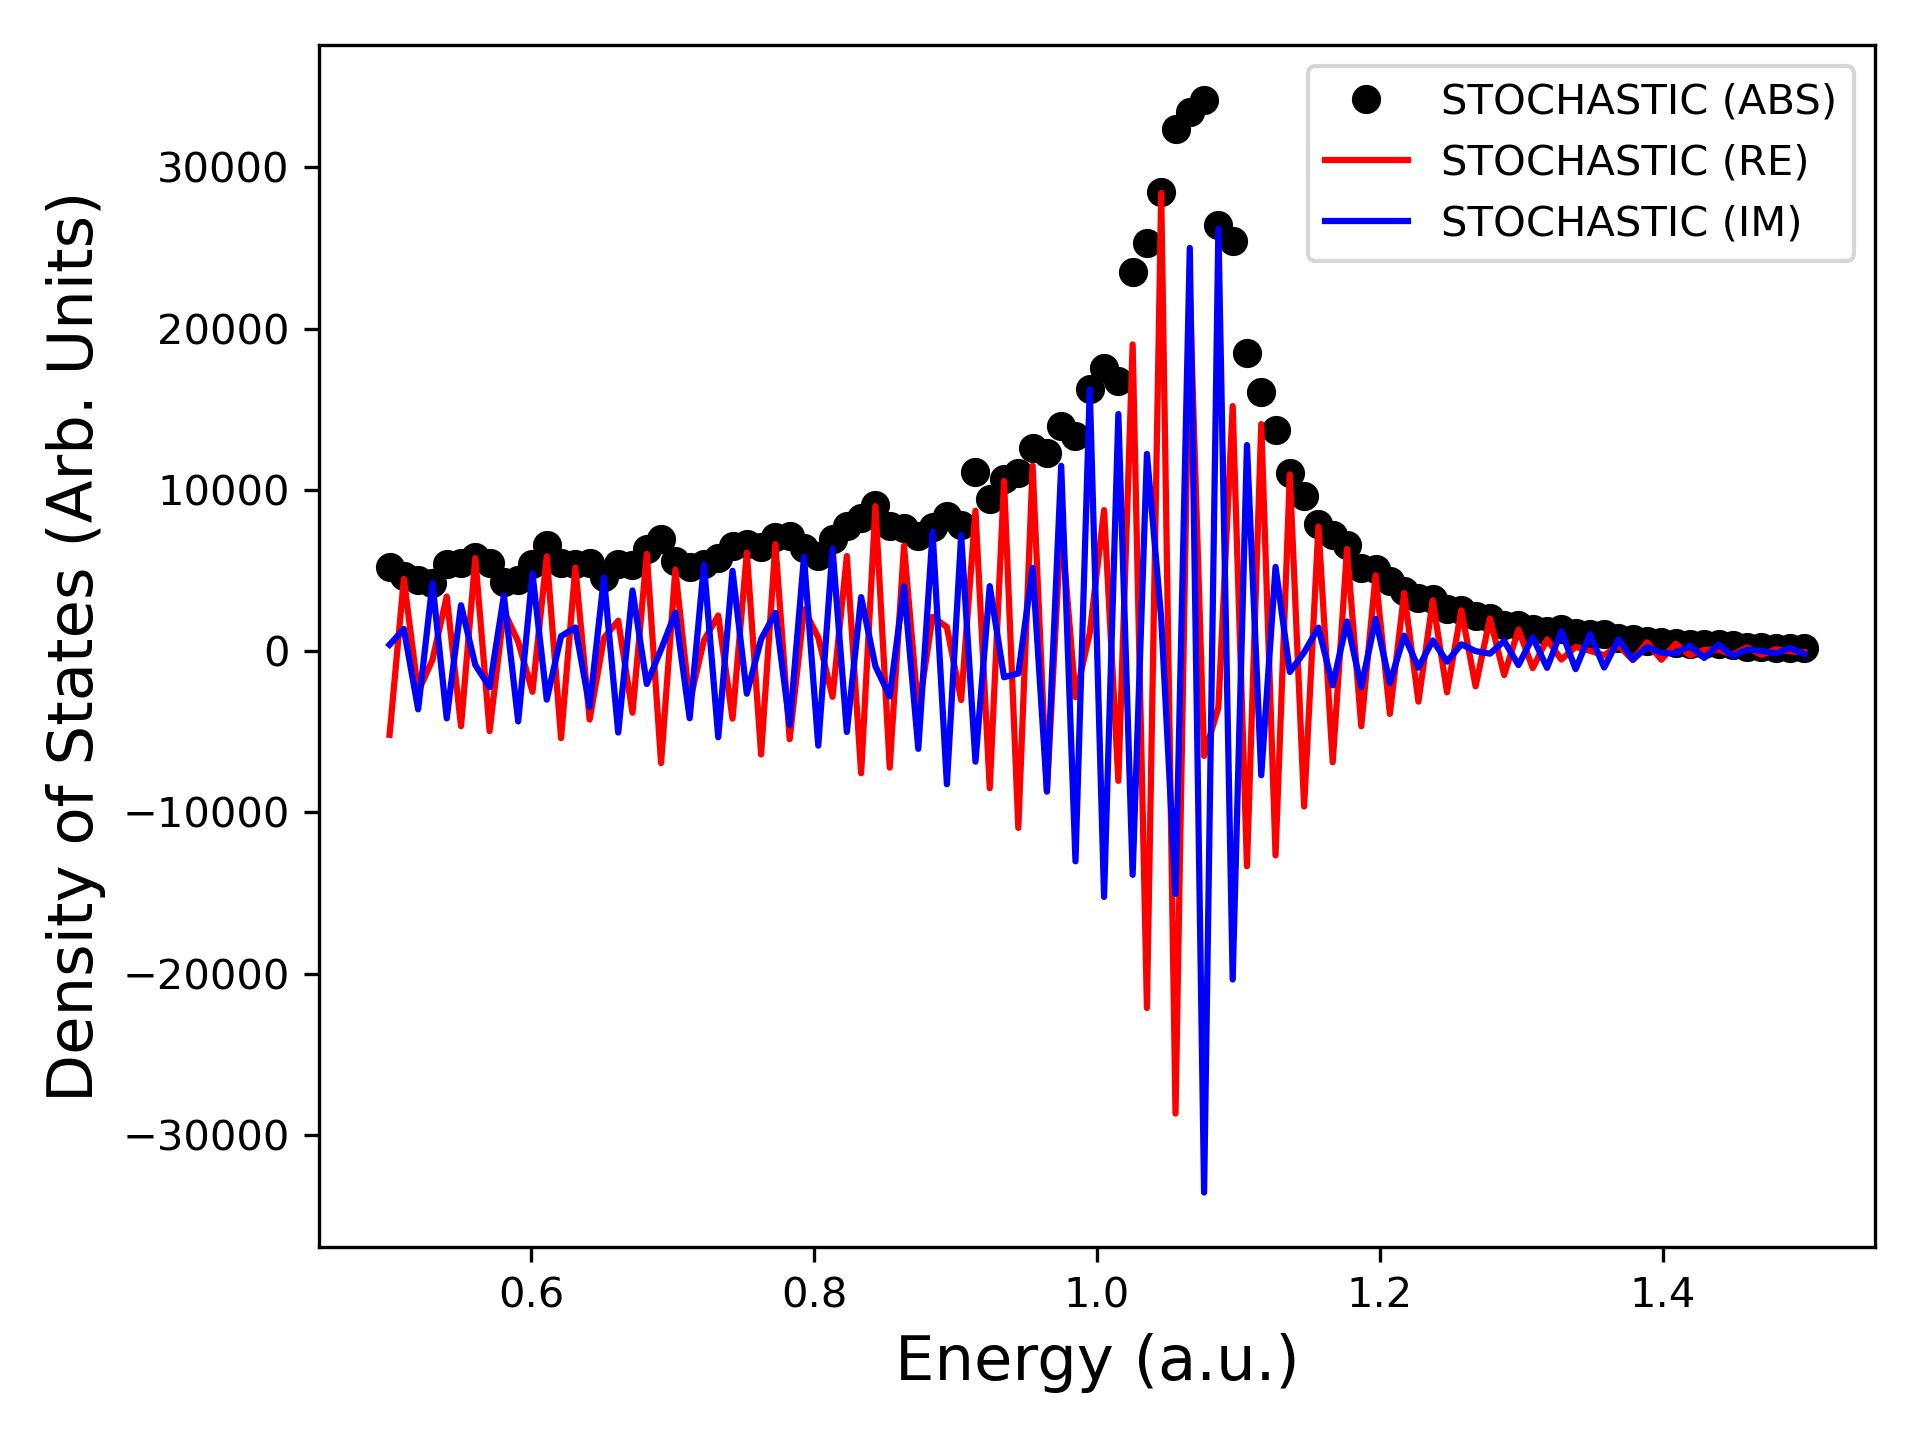 STOCHASTIC (ABS)
STOCHASTIC (RE)
STOCHASTIC (IM)
Density of States (Arb. Units)
30000
20000
10000
0
−10000
−20000
−30000
0.6
0.8
1.0
1.2
1.4
Energy (a.u.)